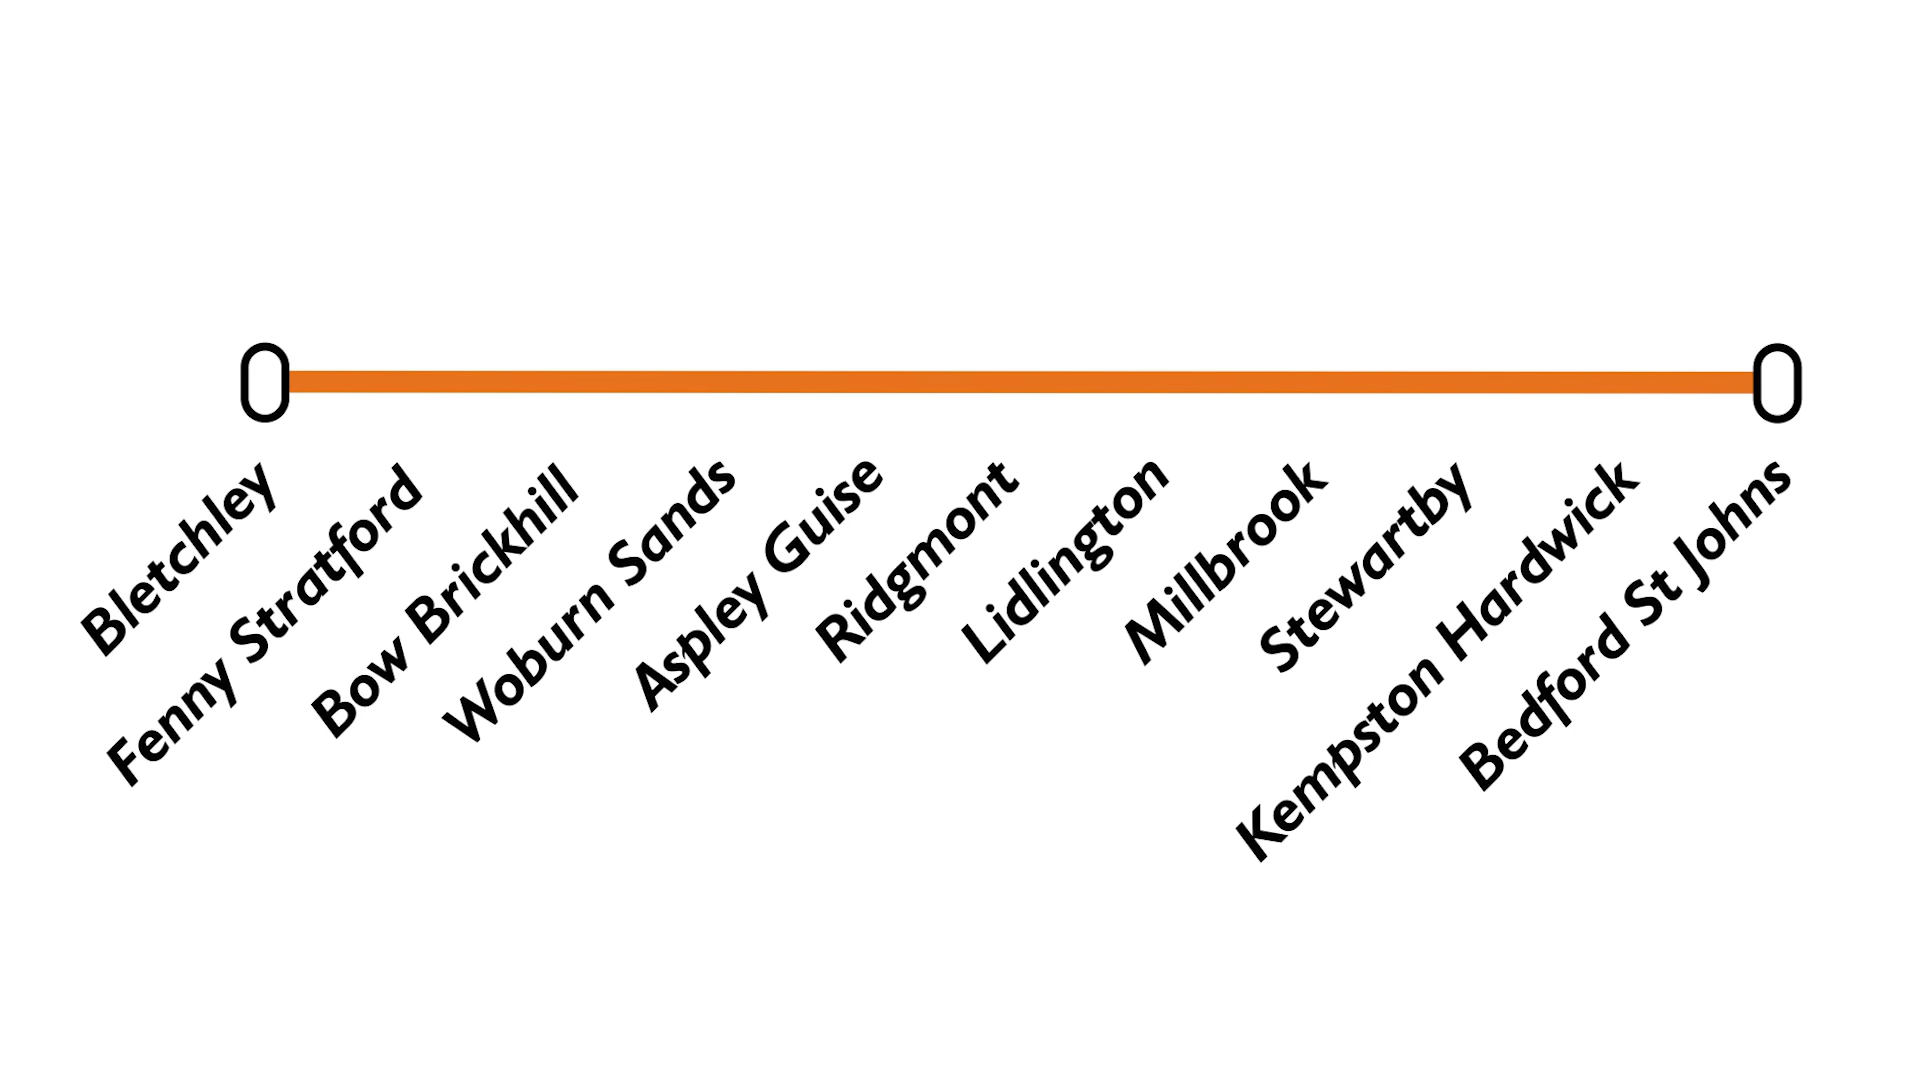 Bletchley
Fenny Stratford
Bow Brickhill
Woburn Sands
Aspley Guise
Ridgmont
Lidlington
Millbrook
Stewartby
Kempston Hardwick
Bedford St Johns